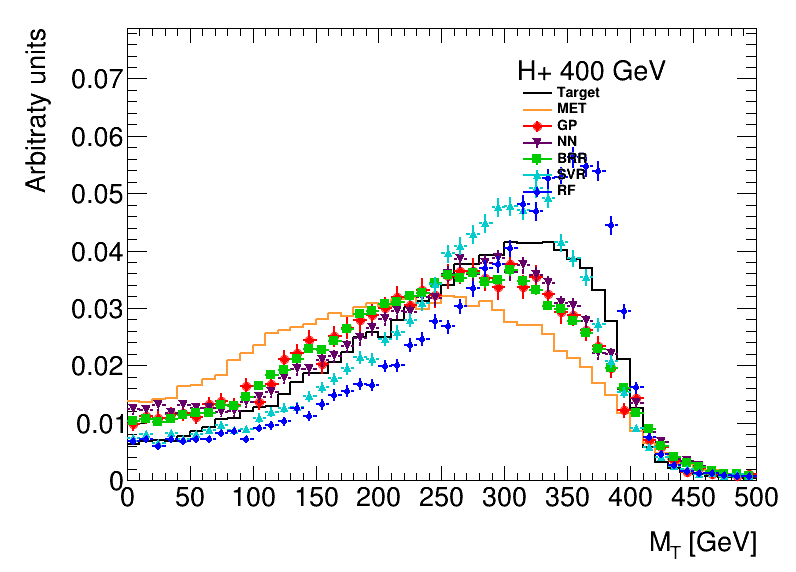 Arbitraty units
0.07
0.06
0.05
0.04
0.03
0.02
0.01
0
H+ 400 GeV
Target
MET
GP
NN
BRR
SVR
RF
0 50 100 150 200 250 300 350 400 450 500
M_T [GeV]